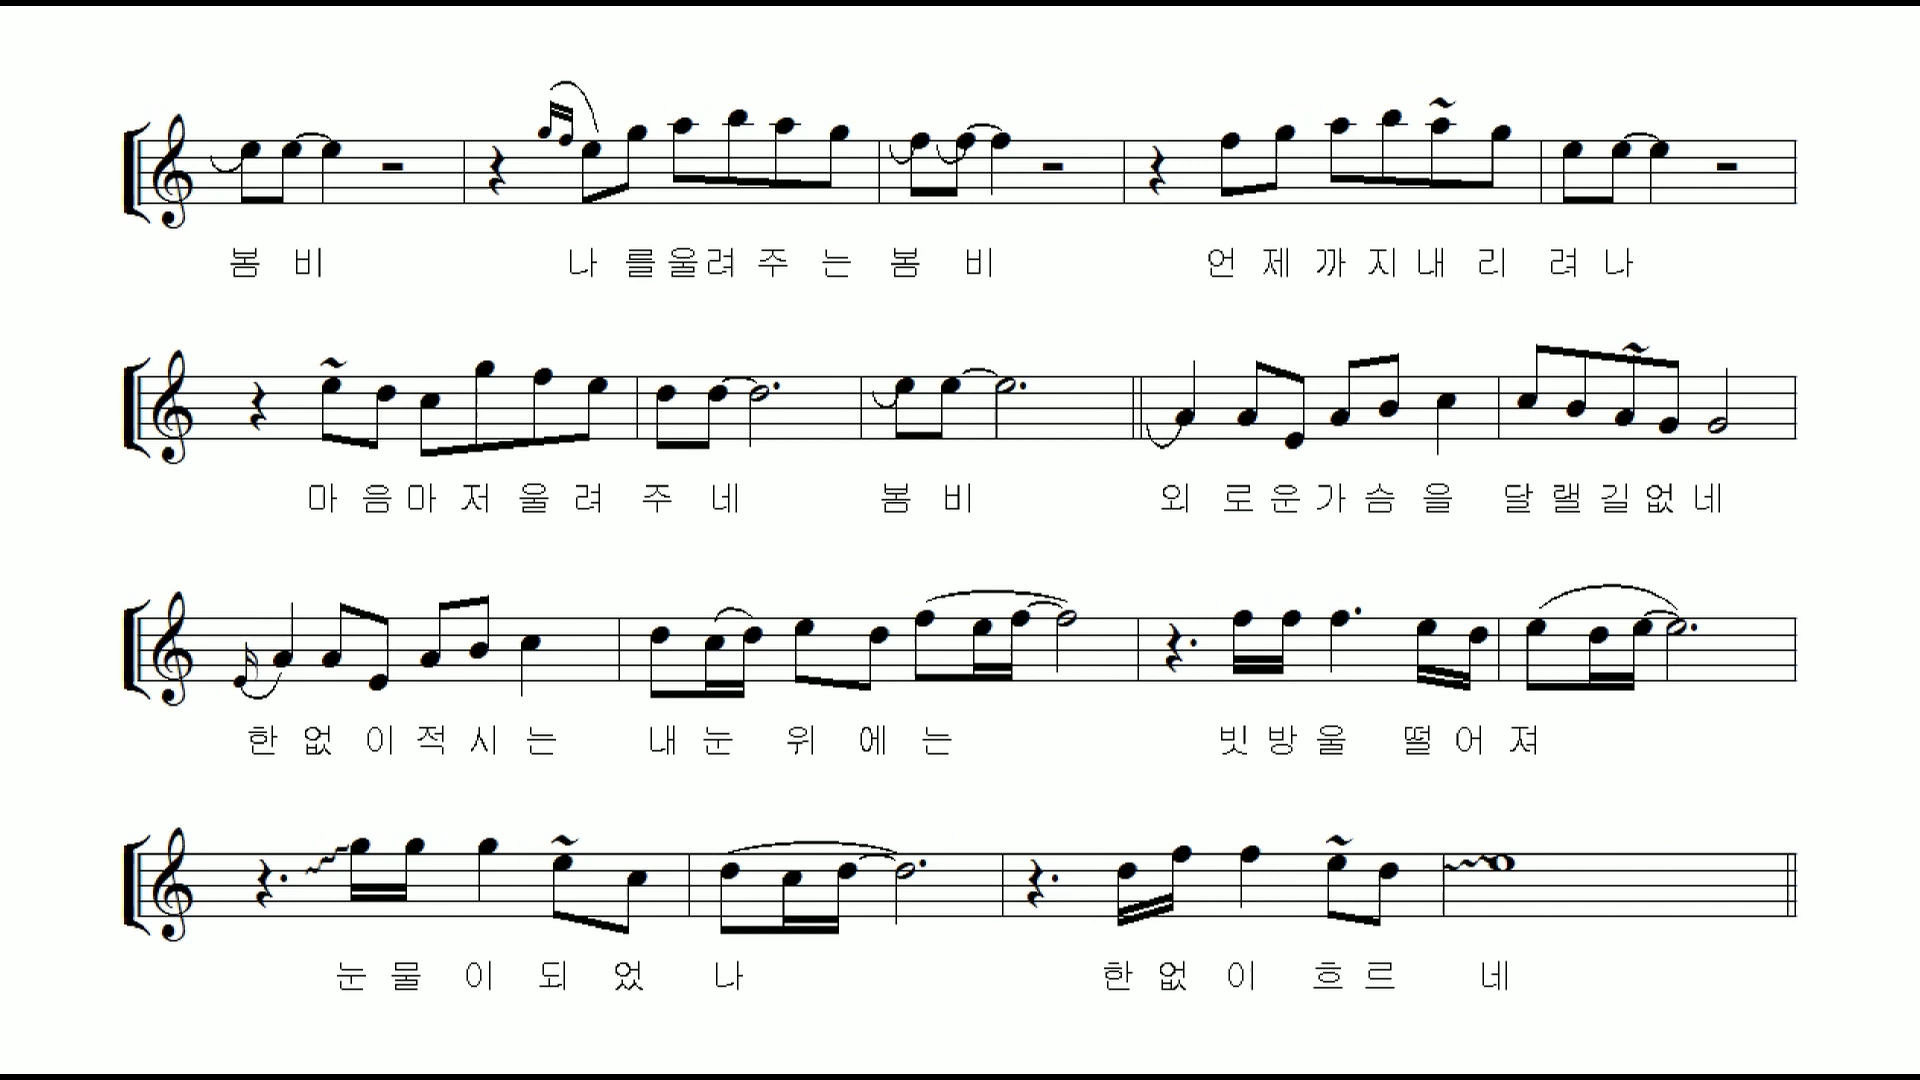 봄 비 나 를 울 려 주 는 봄 비 언 제 까 지 내 리 려 나
마 음 마 저 울 려 주 네 봄 비 외 로 운 가 슴 을 달 랠 길 없 네
한 없 이 적 시 는 내 눈 위 에 는 빗 방 울 떨 어 져
눈 물 이 되 었 나 한 없 이 흐 르 네